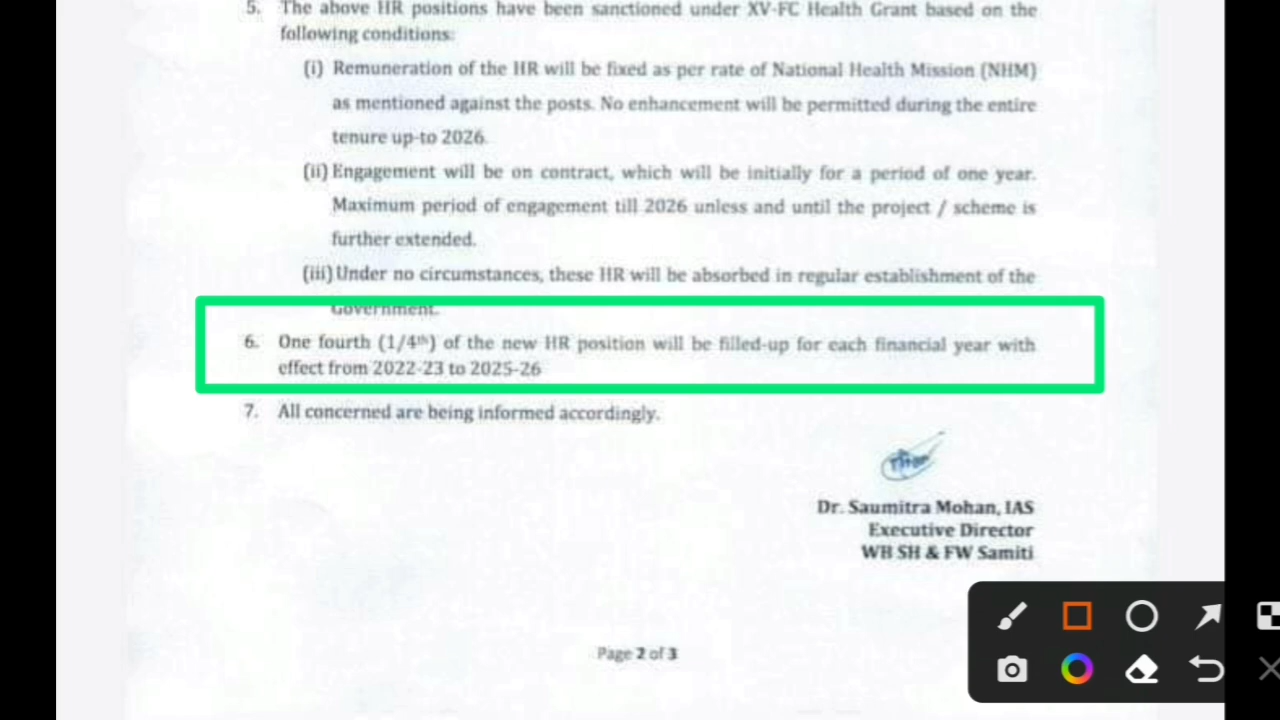 5. The above HR positions have been sanctioned under XV-FC Health Grant based on the
following conditions:
(i) Remuneration of the HR will be fixed as per rate of National Health Mission (NHM)
as mentioned against the posts. No enhancement will be permitted during the entire
tenure up-to 2026.
(ii) Engagement will be on contract, which will be initially for a period of one year.
Maximum period of engagement till 2026 unless and until the project / scheme is
further extended.
(iii) Under no circumstances, these HR will be absorbed in regular establishment of the
Government.
6. One fourth (1/4th) of the new HR position will be filled-up for each financial year with
effect from 2022-23 to 2025-26
7. All concerned are being informed accordingly.
Dr. Saumitra Mohan, IAS
Executive Director
WB SH & FW Samiti
Page 2 of 3